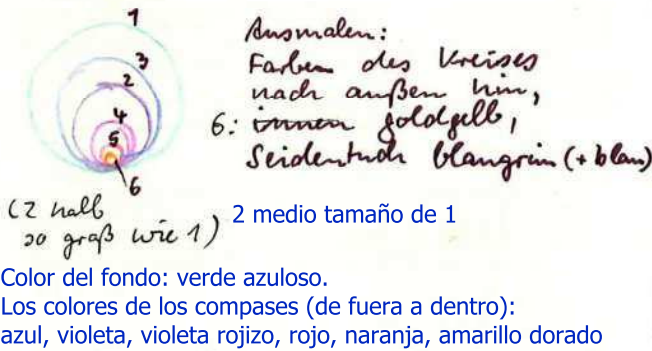 1
3
2
4
5
6
Ausmalen:
Farben des Kreises
nach außen hin,
6: innen goldgelb,
Seidentuch blaugrün (+ blau)
(2 halb
so groß wie 1)
2 medio tamaño de 1
Color del fondo: verde azuloso.
Los colores de los compases (de fuera a dentro):
azul, violeta, violeta rojizo, rojo, naranja, amarillo dorado